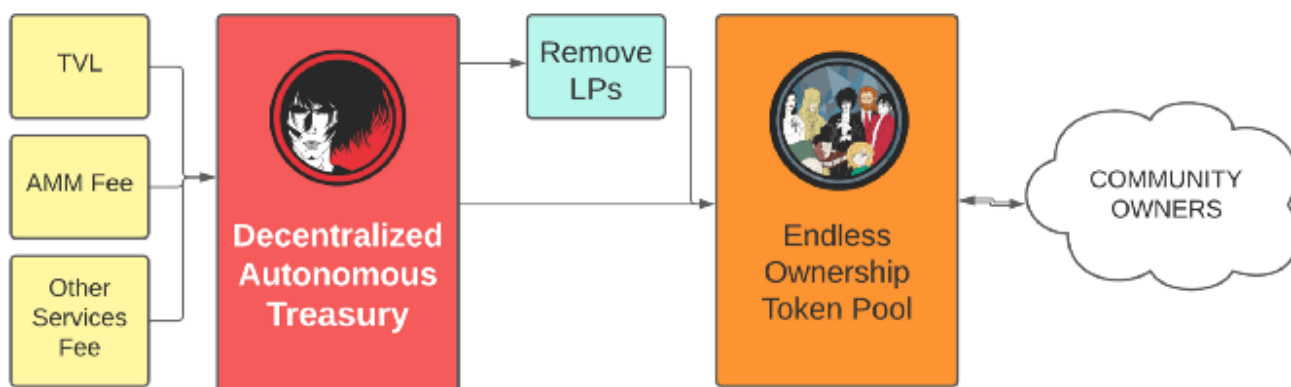 TVL
AMM Fee
Other
Services
Fee
Decentralized
Autonomous
Treasury
Remove
LPs
Endless
Ownership
Token Pool
COMMUNITY
OWNERS